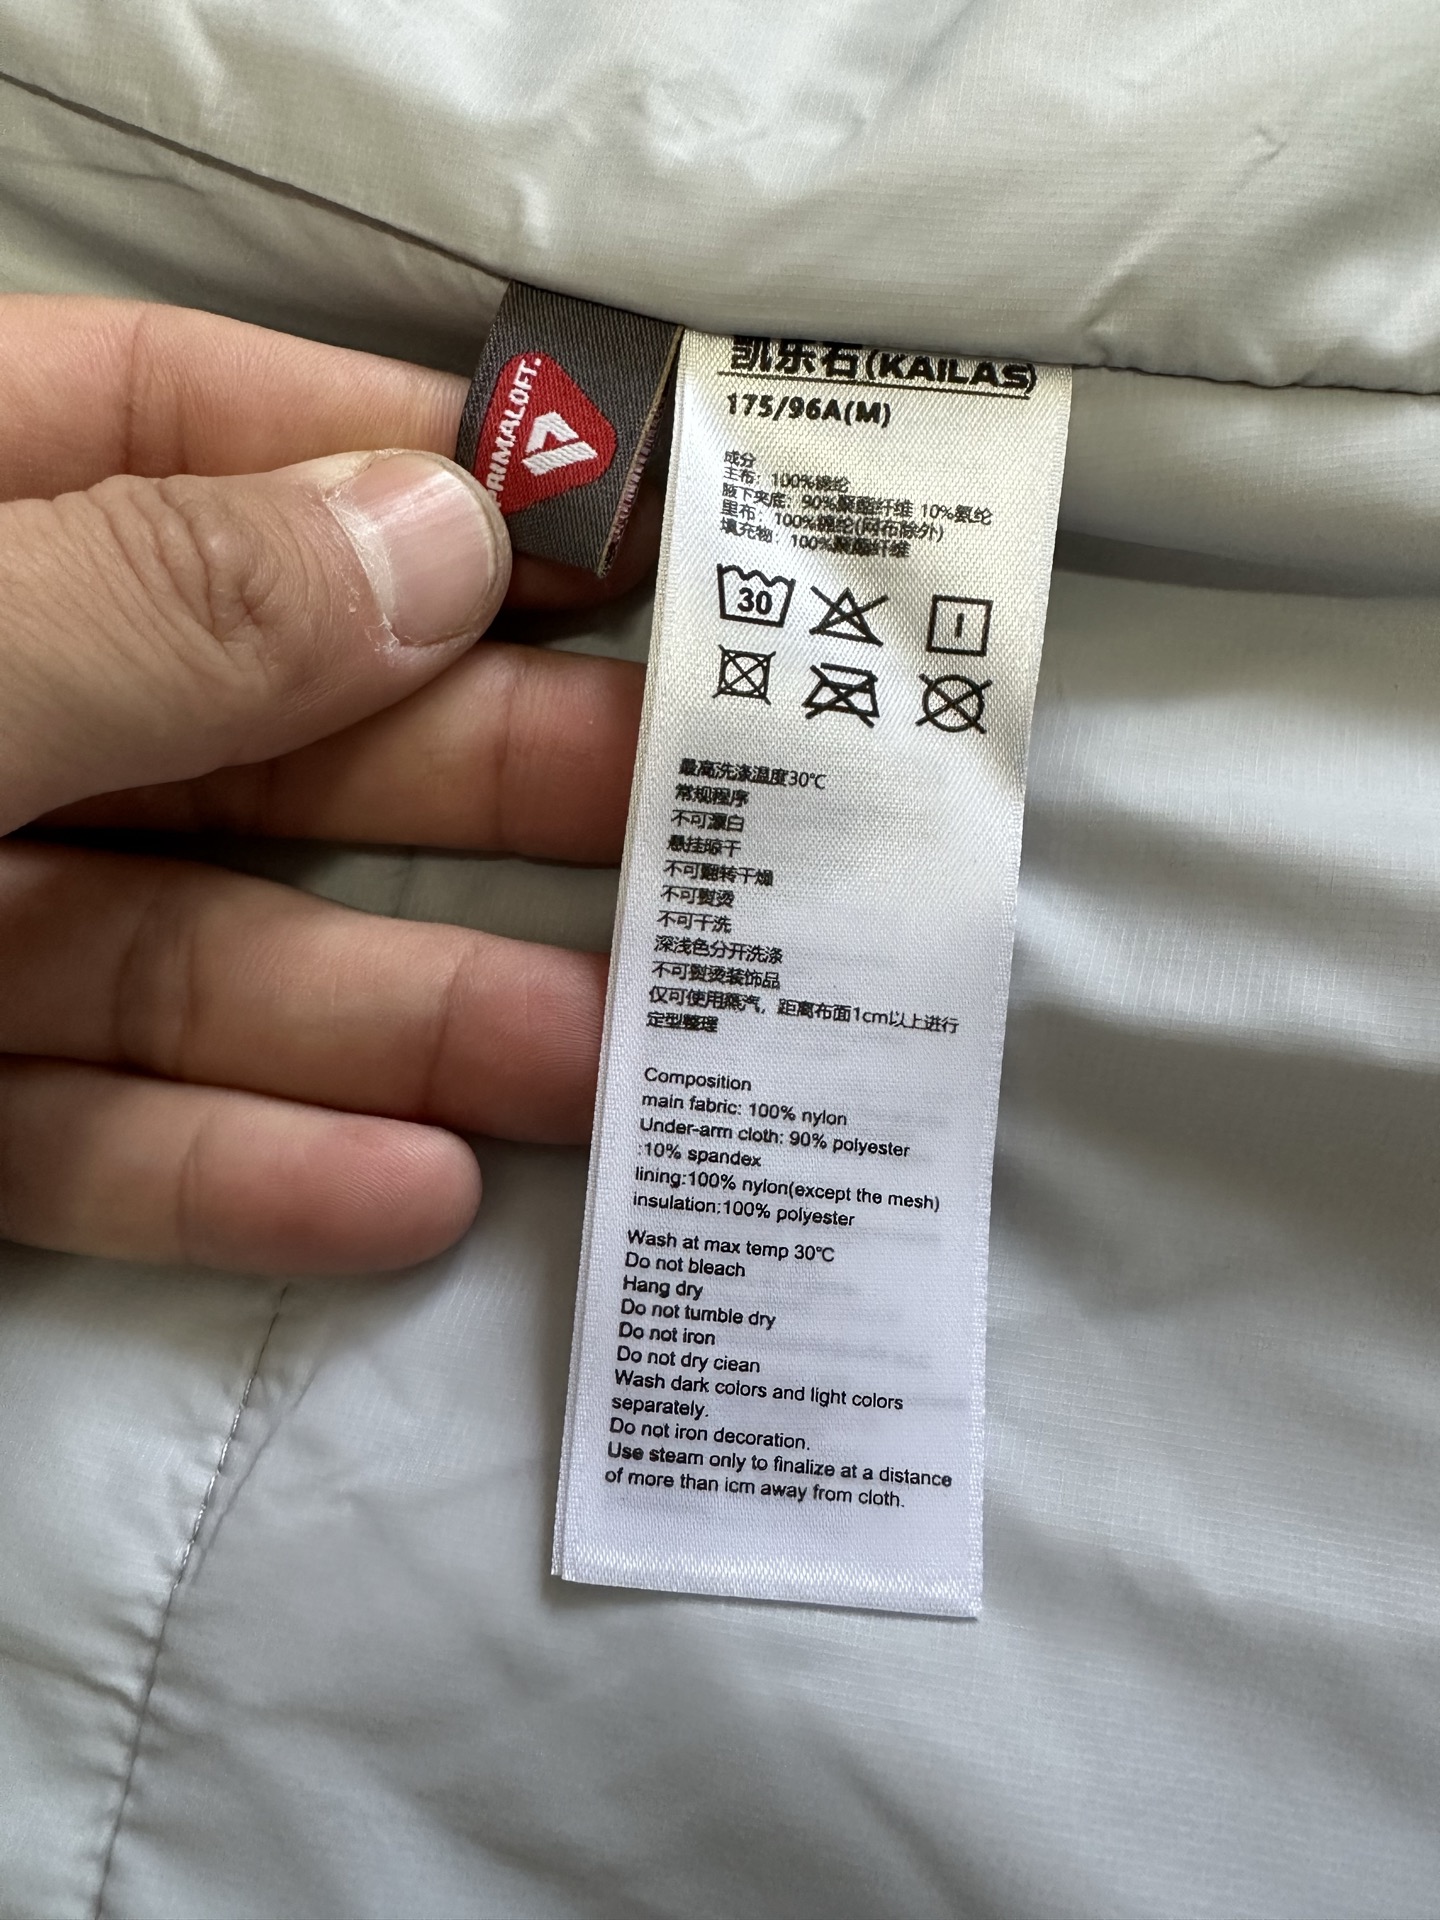 PRIMALOFT.
凯乐石(KAILAS)
175/96A(M)
成分
主布：100%锦纶
腋下夹底：90%聚酯纤维 10%氨纶
里布：100%锦纶(网布除外)
填充物：100%聚酯纤维
30
最高洗涤温度30℃
常规程序
不可漂白
悬挂晾干
不可翻转干燥
不可熨烫
不可干洗
深浅色分开洗涤
不可熨烫装饰品
仅可使用蒸汽，距离布面1cm以上进行
定型整理
Composition
main fabric: 100% nylon
Under-arm cloth: 90% polyester
:10% spandex
lining:100% nylon(except the mesh)
insulation:100% polyester
Wash at max temp 30℃
Do not bleach
Hang dry
Do not tumble dry
Do not iron
Do not dry ciean
Wash dark colors and light colors
separately.
Do not iron decoration.
Use steam only to finalize at a distance
of more than icm away from cloth.